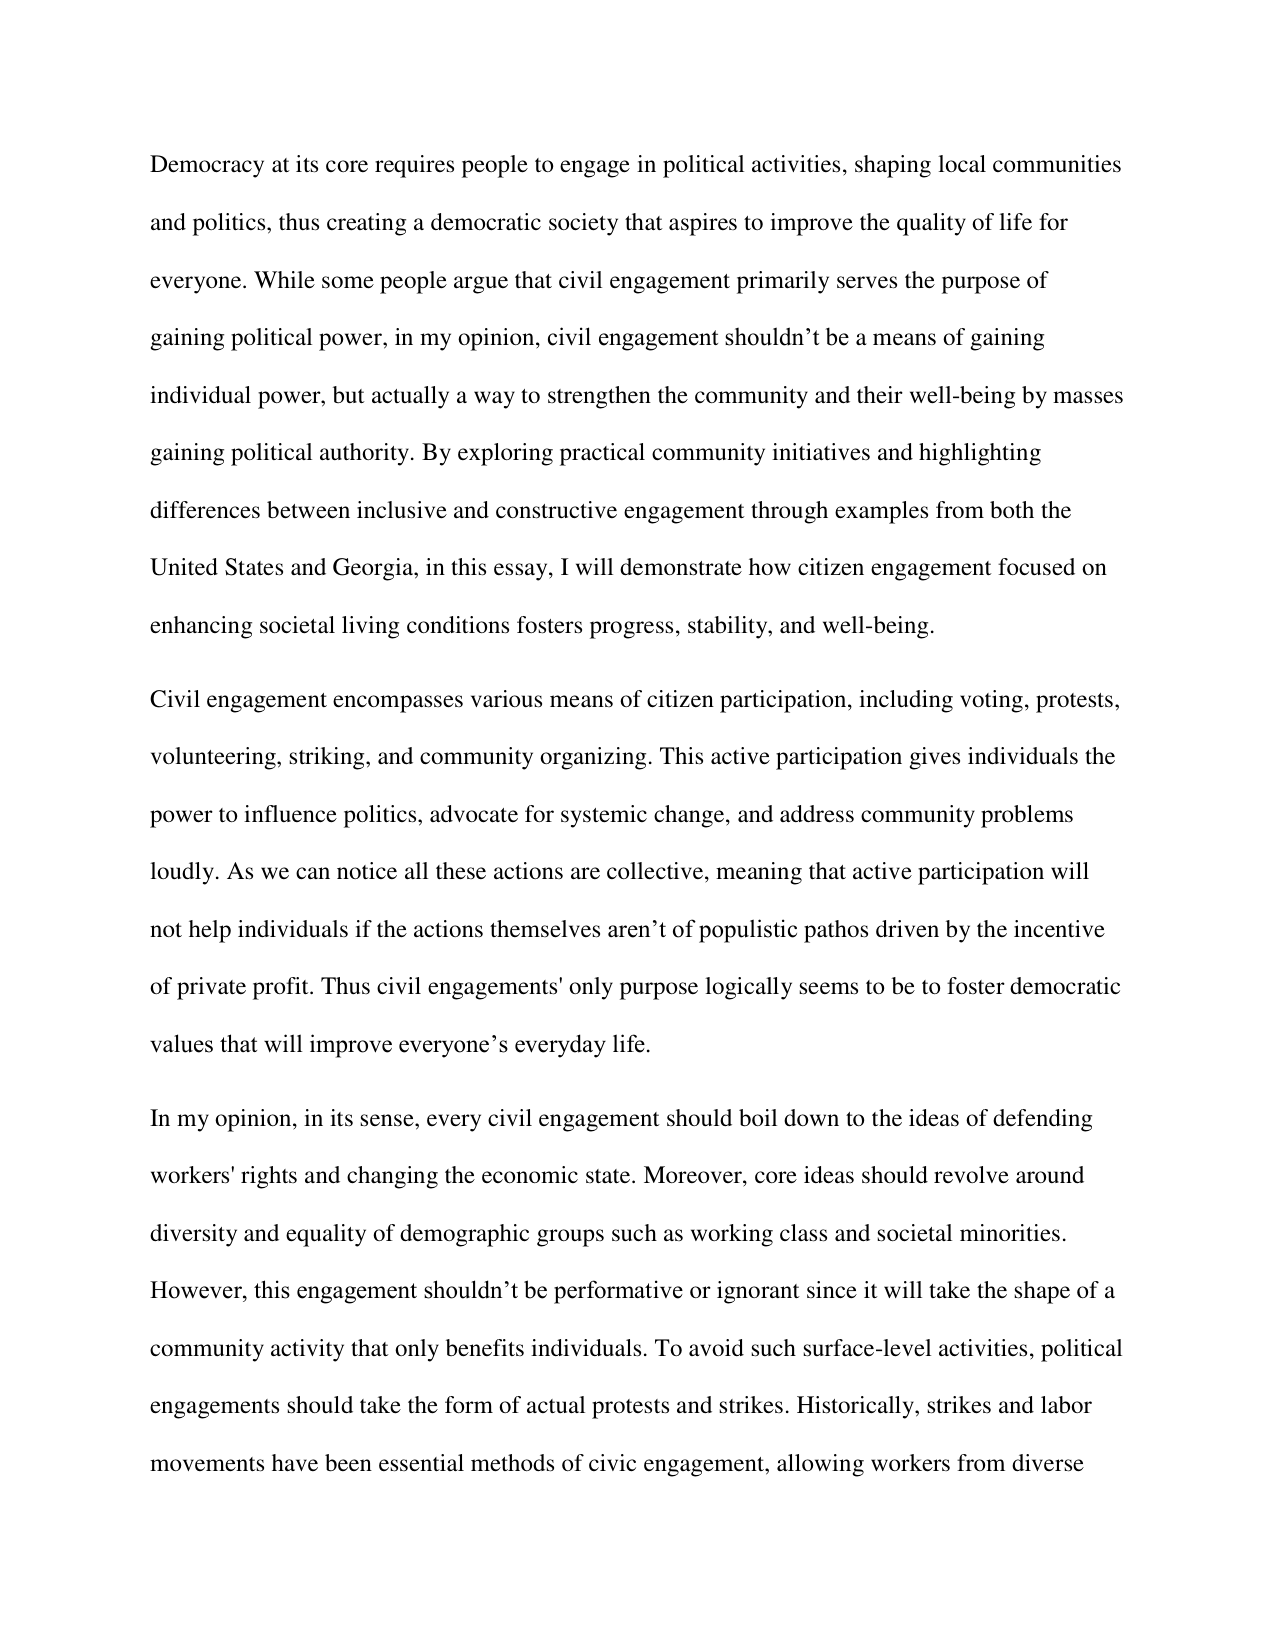 Democracy at its core requires people to engage in political activities, shaping local communities
and politics, thus creating a democratic society that aspires to improve the quality of life for
everyone. While some people argue that civil engagement primarily serves the purpose of
gaining political power, in my opinion, civil engagement shouldn’t be a means of gaining
individual power, but actually a way to strengthen the community and their well-being by masses
gaining political authority. By exploring practical community initiatives and highlighting
differences between inclusive and constructive engagement through examples from both the
United States and Georgia, in this essay, I will demonstrate how citizen engagement focused on
enhancing societal living conditions fosters progress, stability, and well-being.
Civil engagement encompasses various means of citizen participation, including voting, protests,
volunteering, striking, and community organizing. This active participation gives individuals the
power to influence politics, advocate for systemic change, and address community problems
loudly. As we can notice all these actions are collective, meaning that active participation will
not help individuals if the actions themselves aren’t of populistic pathos driven by the incentive
of private profit. Thus civil engagements' only purpose logically seems to be to foster democratic
values that will improve everyone’s everyday life.
In my opinion, in its sense, every civil engagement should boil down to the ideas of defending
workers' rights and changing the economic state. Moreover, core ideas should revolve around
diversity and equality of demographic groups such as working class and societal minorities.
However, this engagement shouldn’t be performative or ignorant since it will take the shape of a
community activity that only benefits individuals. To avoid such surface-level activities, political
engagements should take the form of actual protests and strikes. Historically, strikes and labor
movements have been essential methods of civic engagement, allowing workers from diverse